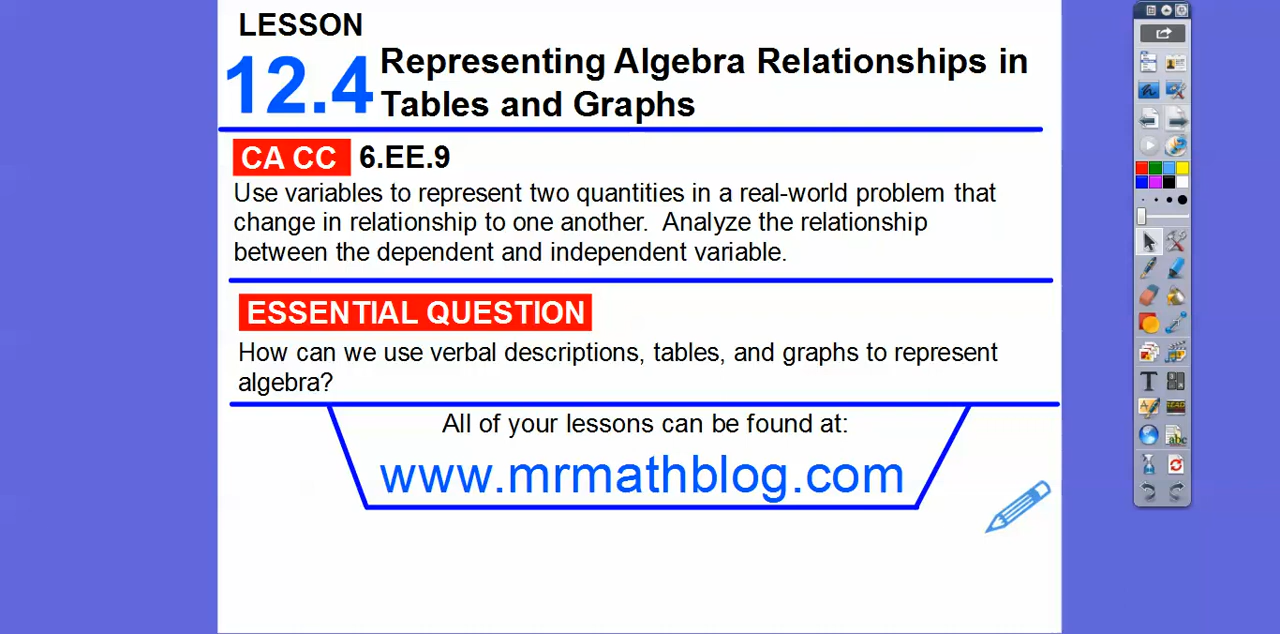 LESSON
12.4
Representing Algebra Relationships in
Tables and Graphs
CA CC 6.EE.9
Use variables to represent two quantities in a real-world problem that
change in relationship to one another.  Analyze the relationship
between the dependent and independent variable.
ESSENTIAL QUESTION
How can we use verbal descriptions, tables, and graphs to represent
algebra?
All of your lessons can be found at:
www.mrmathblog.com